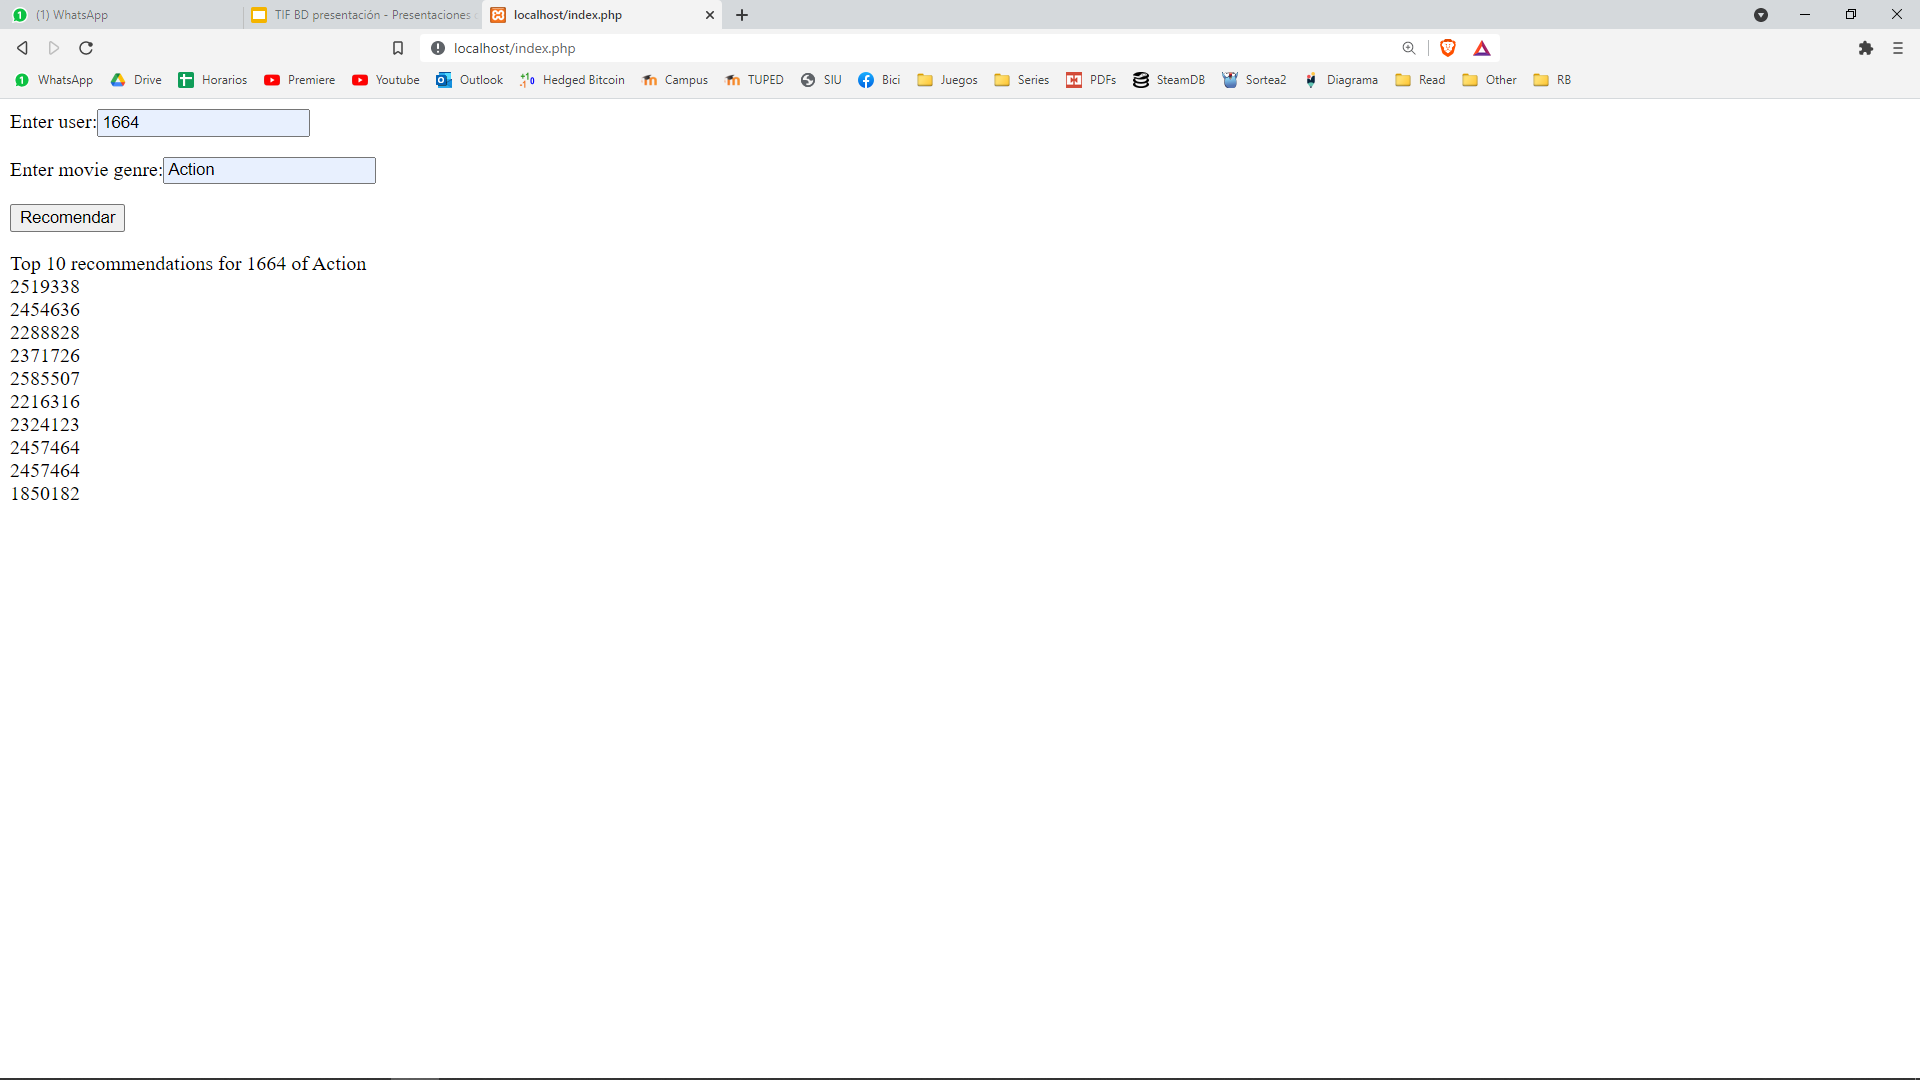 (1) WhatsApp TIF BD presentación - Presentaciones localhost/index.php
localhost/index.php
WhatsApp Drive Horarios Premiere Youtube Outlook Hedged Bitcoin Campus TUPED SIU Bici Juegos Series PDFs SteamDB Sortea2 Diagrama Read Other RB
Enter user: 1664
Enter movie genre: Action
Recomendar
Top 10 recommendations for 1664 of Action
2519338
2454636
2288828
2371726
2585507
2216316
2324123
2457464
2457464
1850182